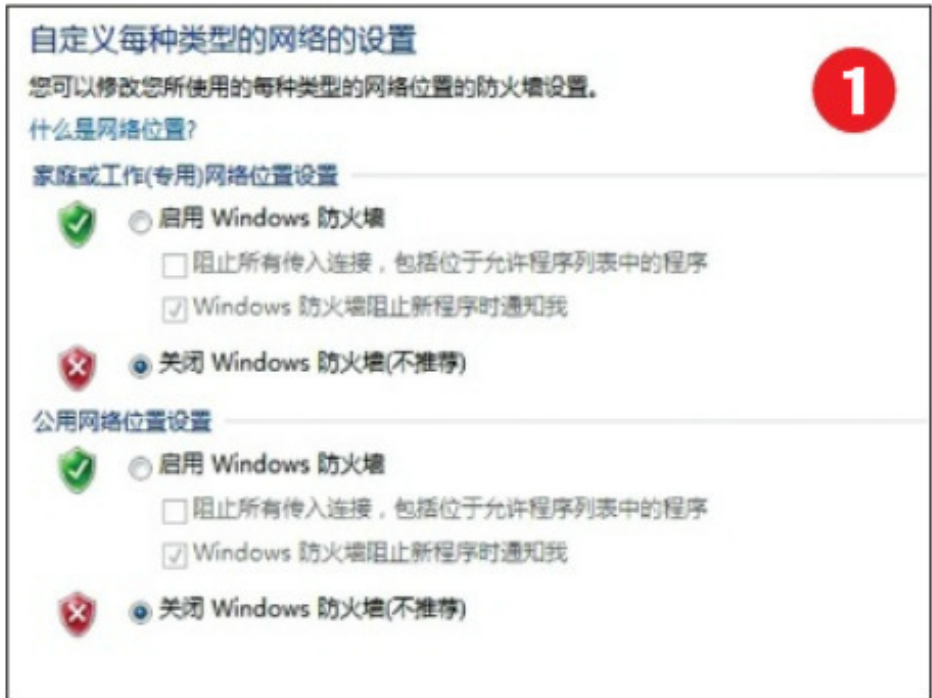 自定义每种类型的网络的设置
您可以修改您所使用的每种类型的网络位置的防火墙设置。
1
什么是网络位置?
家庭或工作(专用)网络位置设置
启用 Windows 防火墙
阻止所有传入连接，包括位于允许程序列表中的程序
Windows 防火墙阻止新程序时通知我
关闭 Windows 防火墙(不推荐)
公用网络位置设置
启用 Windows 防火墙
阻止所有传入连接，包括位于允许程序列表中的程序
Windows 防火墙阻止新程序时通知我
关闭 Windows 防火墙(不推荐)